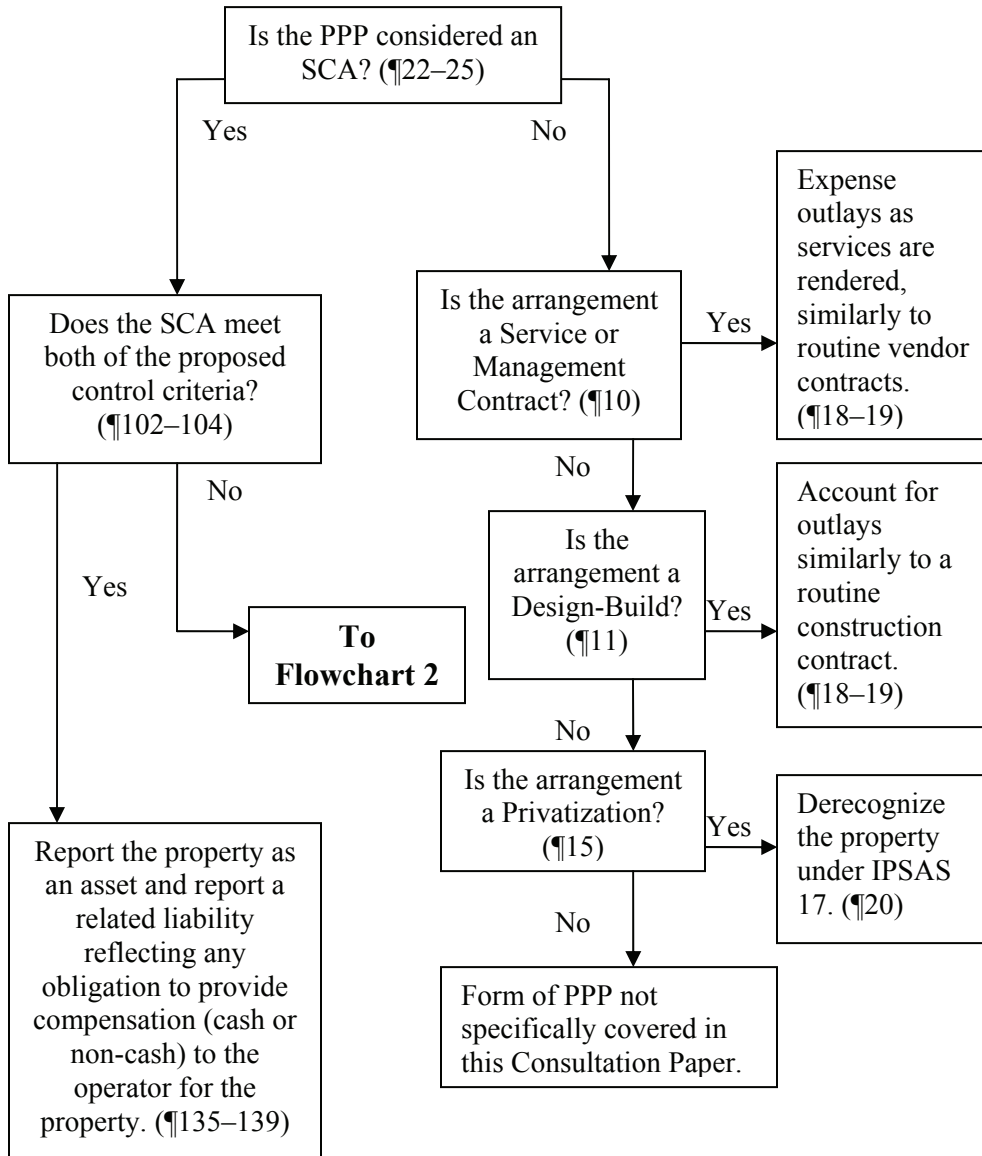 Is the PPP considered an
SCA? (¶22–25)
Yes
No
Does the SCA meet
both of the proposed
control criteria?
(¶102–104)
Is the arrangement
a Service or
Management
Contract? (¶10)
Yes
Expense
outlays as
services are
rendered,
similarly to
routine vendor
contracts.
(¶18–19)
No
No
Yes
To
Flowchart 2
Is the
arrangement a
Design-Build?
(¶11)
Yes
Account for
outlays
similarly to a
routine
construction
contract.
(¶18–19)
No
Is the arrangement
a Privatization?
(¶15)
Yes
Derecognize
the property
under IPSAS
17. (¶20)
No
Report the property as
an asset and report a
related liability
reflecting any
obligation to provide
compensation (cash or
non-cash) to the
operator for the
property. (¶135–139)
Form of PPP not
specifically covered in
this Consultation Paper.